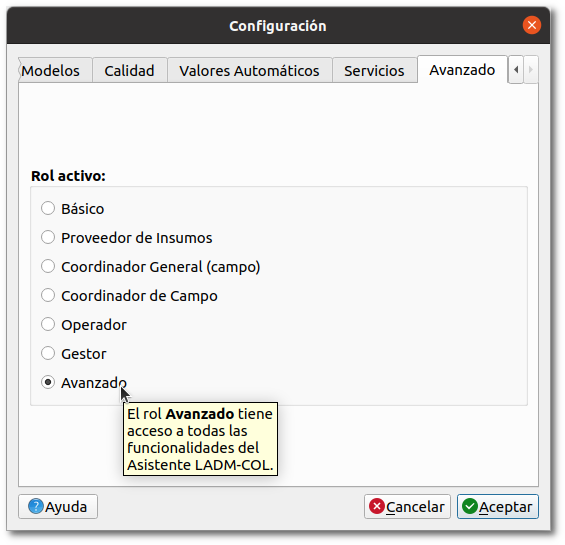 Configuración
Modelos Calidad Valores Automáticos Servicios Avanzado
Rol activo:
Básico
Proveedor de Insumos
Coordinador General (campo)
Coordinador de Campo
Operador
Gestor
Avanzado
El rol Avanzado tiene
acceso a todas las
funcionalidades del
Asistente LADM-COL.
Ayuda Cancelar Aceptar